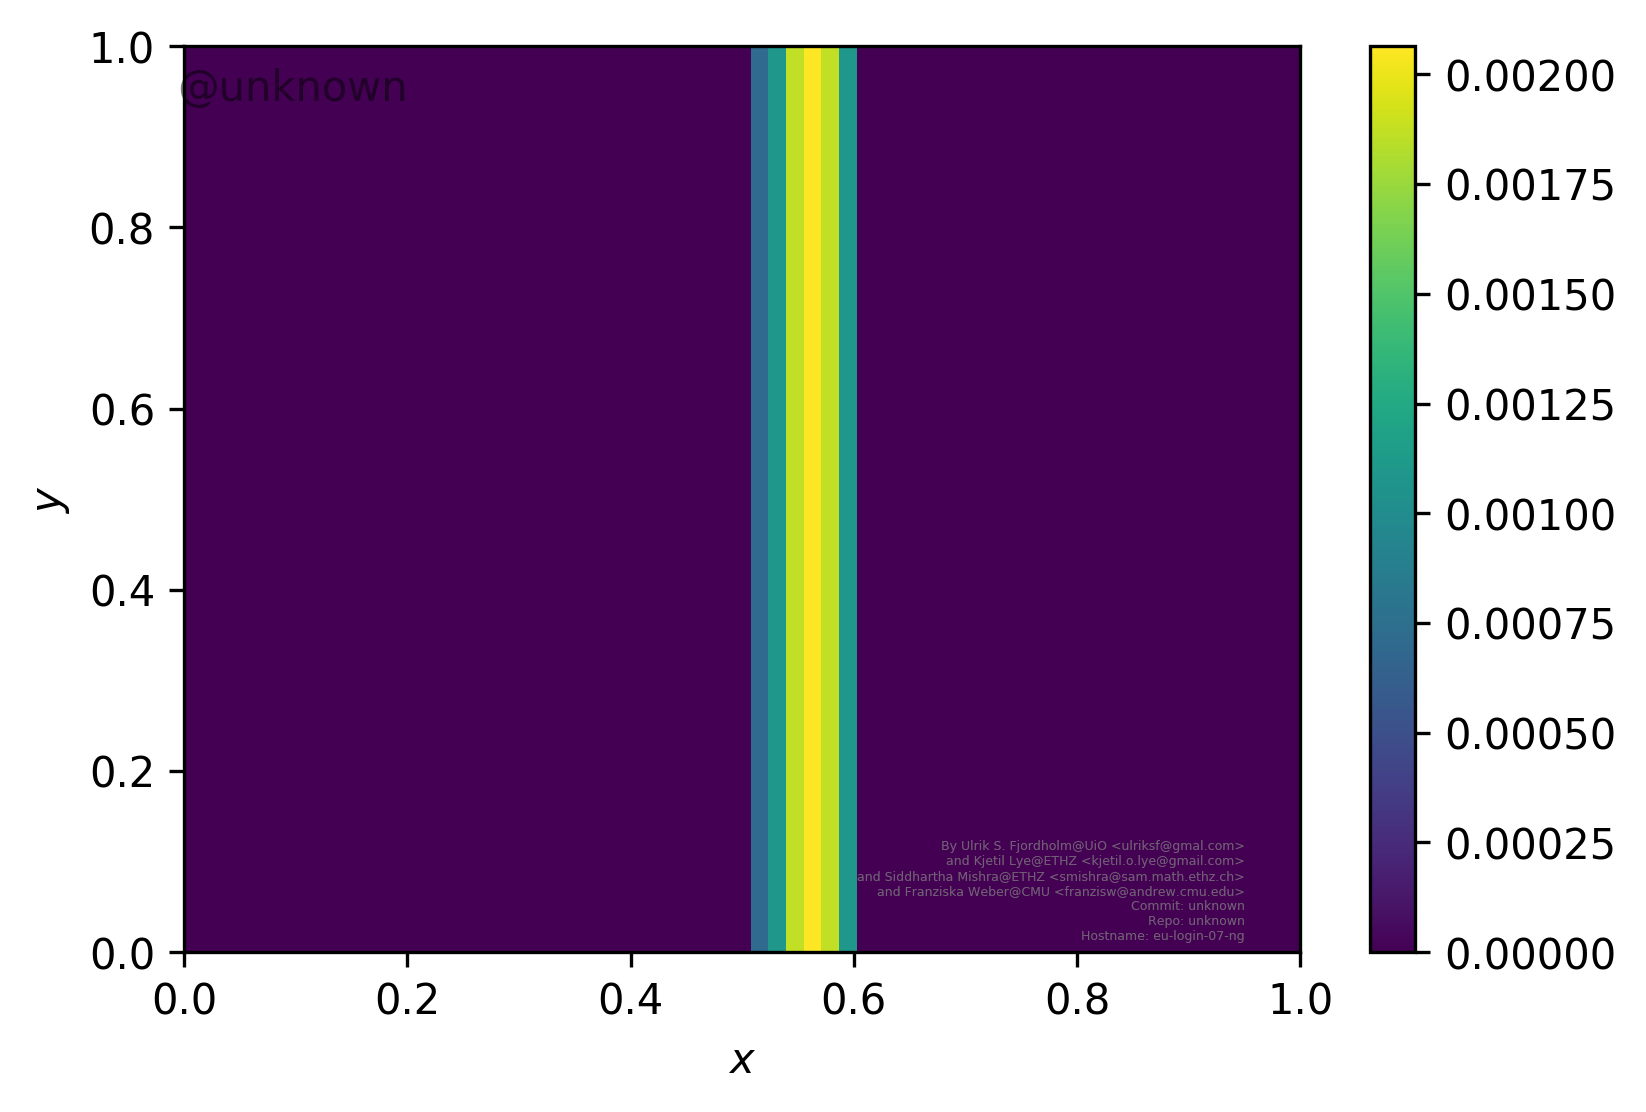 1.0
@unknown
0.8
0.6
0.4
0.2
0.0
y
0.0 0.2 0.4 0.6 0.8 1.0
x
By Ulrik S. Fjordholm@UiO <ulriksf@gmal.com>
and Kjetil Lye@ETHZ <kjetil.o.lye@gmail.com>
and Siddhartha Mishra@ETHZ <smishra@sam.math.ethz.ch>
and Franziska Weber@CMU <franzisw@andrew.cmu.edu>
Commit: unknown
Repo: unknown
Hostname: eu-login-07-ng
0.00200
0.00175
0.00150
0.00125
0.00100
0.00075
0.00050
0.00025
0.00000